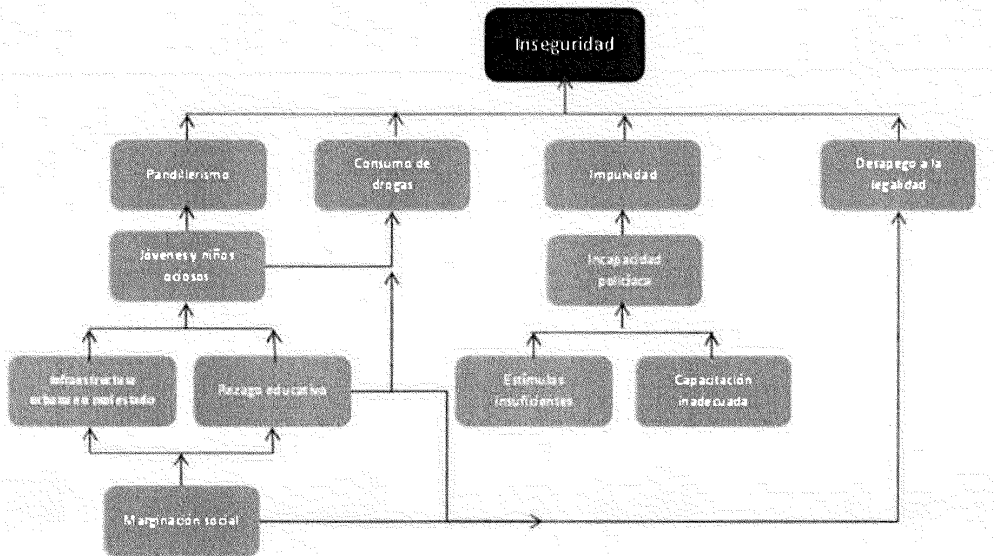 Inseguridad
Pandillerismo
Consumo de
drogas
Impunidad
Desapego a la
legalidad
Jóvenes y niños
ociosos
Incapacidad
policiaca
Infraestructura
urbana en mal estado
Rezago educativo
Estímulos
insuficientes
Capacitación
inadecuada
Marginación social